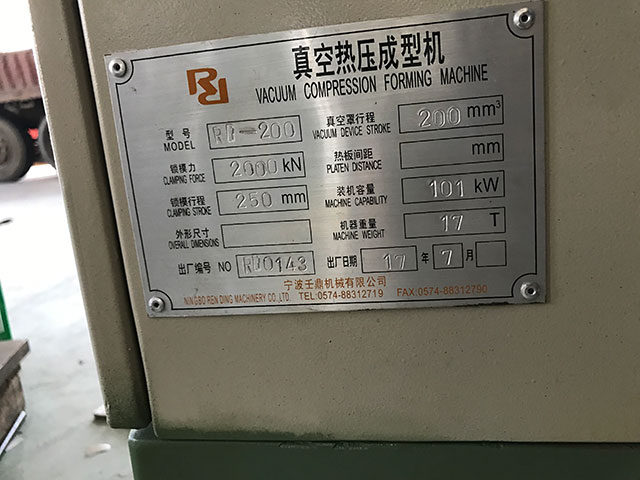 RD
真空热压成型机
VACUUM COMPRESSION FORMING MACHINE
型号 RD-200 真空罩行程 200 mm³
MODEL VACUUM DEVICE STROKE
锁模力 2000 kN 热板间距 mm
CLAMPING FORCE PLATEN DISTANCE
锁模行程 250 mm 装机容量 101 kW
CLAMPING STROKE MACHINE CAPABILITY
外形尺寸 机器重量 17 T
OVERALL DIMENSIONS MACHINE WEIGHT
出厂编号 NO RD0143 出厂日期 17 年 7 月
宁波壬鼎机械有限公司
NINGBO REN DING MACHINERY CO.,LTD TEL:0574-88312719 FAX:0574-88312790